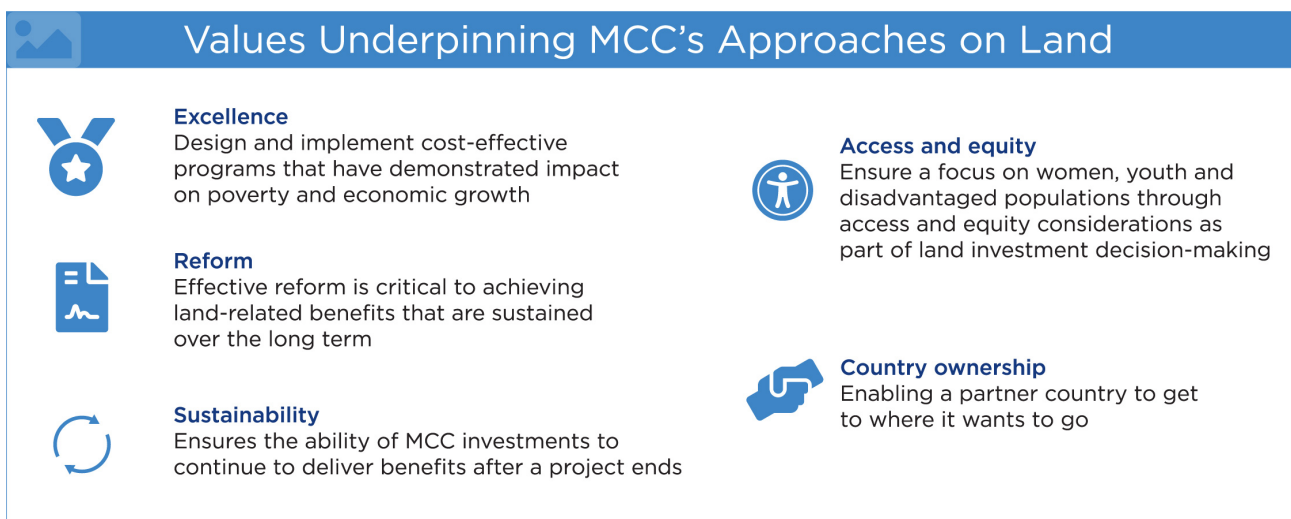 Values Underpinning MCC's Approaches on Land
Excellence
Design and implement cost-effective
programs that have demonstrated impact
on poverty and economic growth
Reform
Effective reform is critical to achieving
land-related benefits that are sustained
over the long term
Sustainability
Ensures the ability of MCC investments to
continue to deliver benefits after a project ends
Access and equity
Ensure a focus on women, youth and
disadvantaged populations through
access and equity considerations as
part of land investment decision-making
Country ownership
Enabling a partner country to get
to where it wants to go